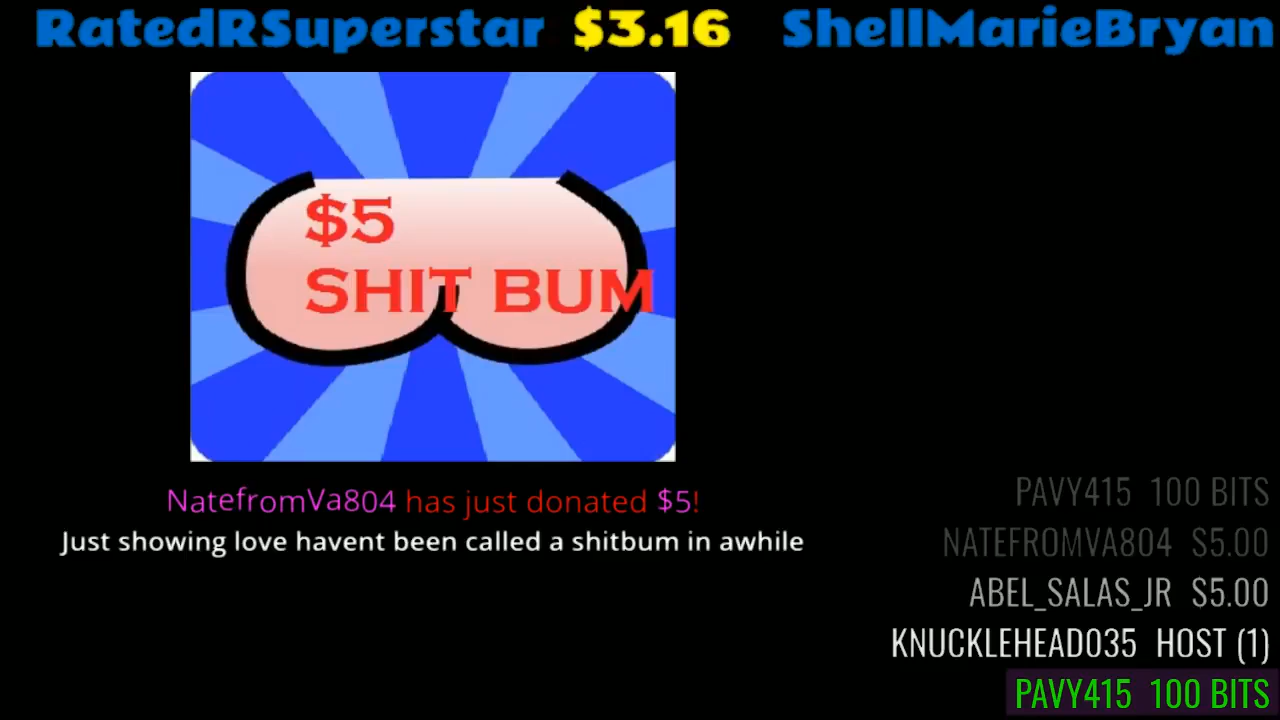 RatedRSuperstar $3.16 ShellMarieBryan
$5
SHIT BUM
NatefromVa804 has just donated $5!
Just showing love havent been called a shitbum in awhile
PAVY415 100 BITS
NATEFROMVA804 $5.00
ABEL_SALAS_JR $5.00
KNUCKLEHEAD035 HOST (1)
PAVY415 100 BITS